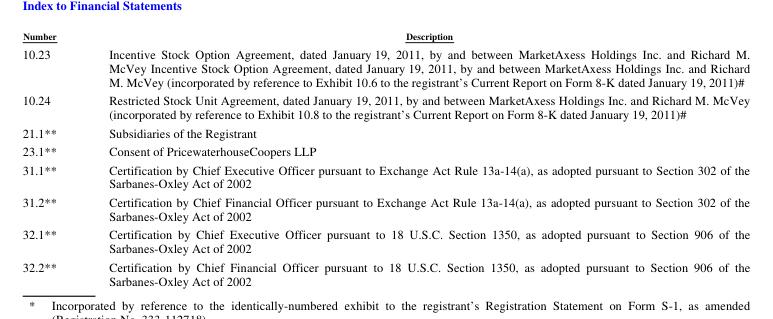 Index to Financial Statements
Number Description
10.23 Incentive Stock Option Agreement, dated January 19, 2011, by and between MarketAxess Holdings Inc. and Richard M.
McVey Incentive Stock Option Agreement, dated January 19, 2011, by and between MarketAxess Holdings Inc. and Richard
M. McVey (incorporated by reference to Exhibit 10.6 to the registrant's Current Report on Form 8-K dated January 19, 2011)#
10.24 Restricted Stock Unit Agreement, dated January 19, 2011, by and between MarketAxess Holdings Inc. and Richard M. McVey
(incorporated by reference to Exhibit 10.8 to the registrant's Current Report on Form 8-K dated January 19, 2011)#
21.1** Subsidiaries of the Registrant
23.1** Consent of PricewaterhouseCoopers LLP
31.1** Certification by Chief Executive Officer pursuant to Exchange Act Rule 13a-14(a), as adopted pursuant to Section 302 of the
Sarbanes-Oxley Act of 2002
31.2** Certification by Chief Financial Officer pursuant to Exchange Act Rule 13a-14(a), as adopted pursuant to Section 302 of the
Sarbanes-Oxley Act of 2002
32.1** Certification by Chief Executive Officer pursuant to 18 U.S.C. Section 1350, as adopted pursuant to Section 906 of the
Sarbanes-Oxley Act of 2002
32.2** Certification by Chief Financial Officer pursuant to 18 U.S.C. Section 1350, as adopted pursuant to Section 906 of the
Sarbanes-Oxley Act of 2002
* Incorporated by reference to the identically-numbered exhibit to the registrant's Registration Statement on Form S-1, as amended
(Registration No. 333-112718)